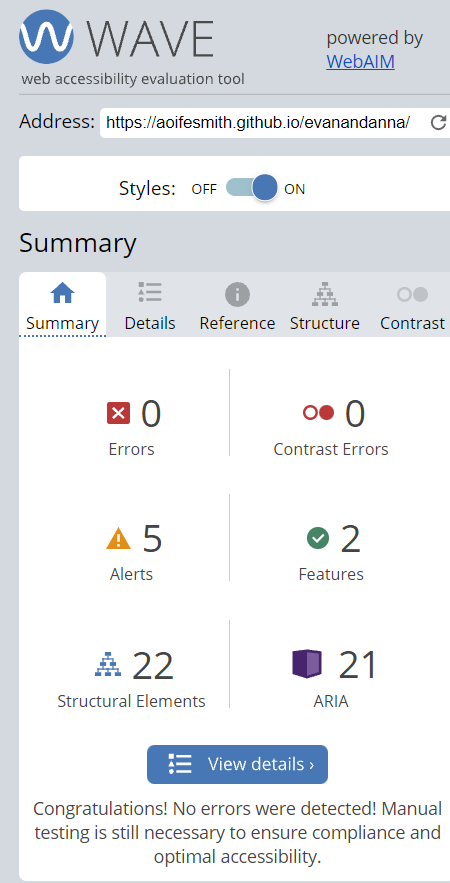 WAVE
powered by
WebAIM
web accessibility evaluation tool
Address: https://aoifesmith.github.io/evanandanna/
Styles: OFF ON
Summary
Summary Details Reference Structure Contrast
0 0
Errors Contrast Errors
5 2
Alerts Features
22 21
Structural Elements ARIA
View details ›
Congratulations! No errors were detected! Manual
testing is still necessary to ensure compliance and
optimal accessibility.